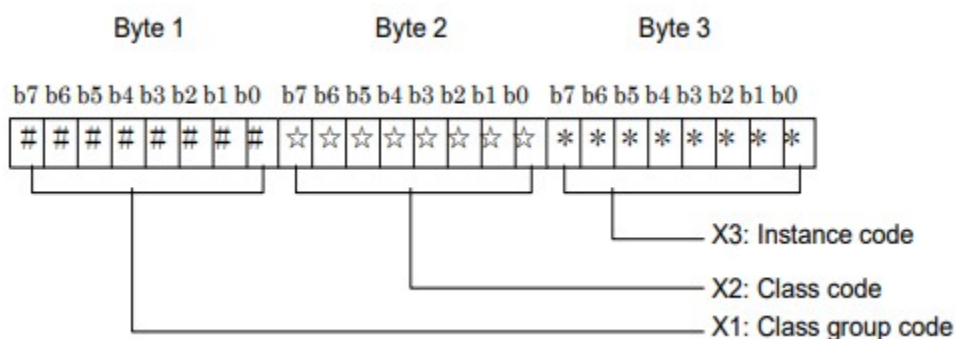 Byte 1 Byte 2 Byte 3
b7 b6 b5 b4 b3 b2 b1 b0 b7 b6 b5 b4 b3 b2 b1 b0 b7 b6 b5 b4 b3 b2 b1 b0
# # # # # # # # ☆ ☆ ☆ ☆ ☆ ☆ ☆ ☆ * * * * * * * *
X3: Instance code
X2: Class code
X1: Class group code